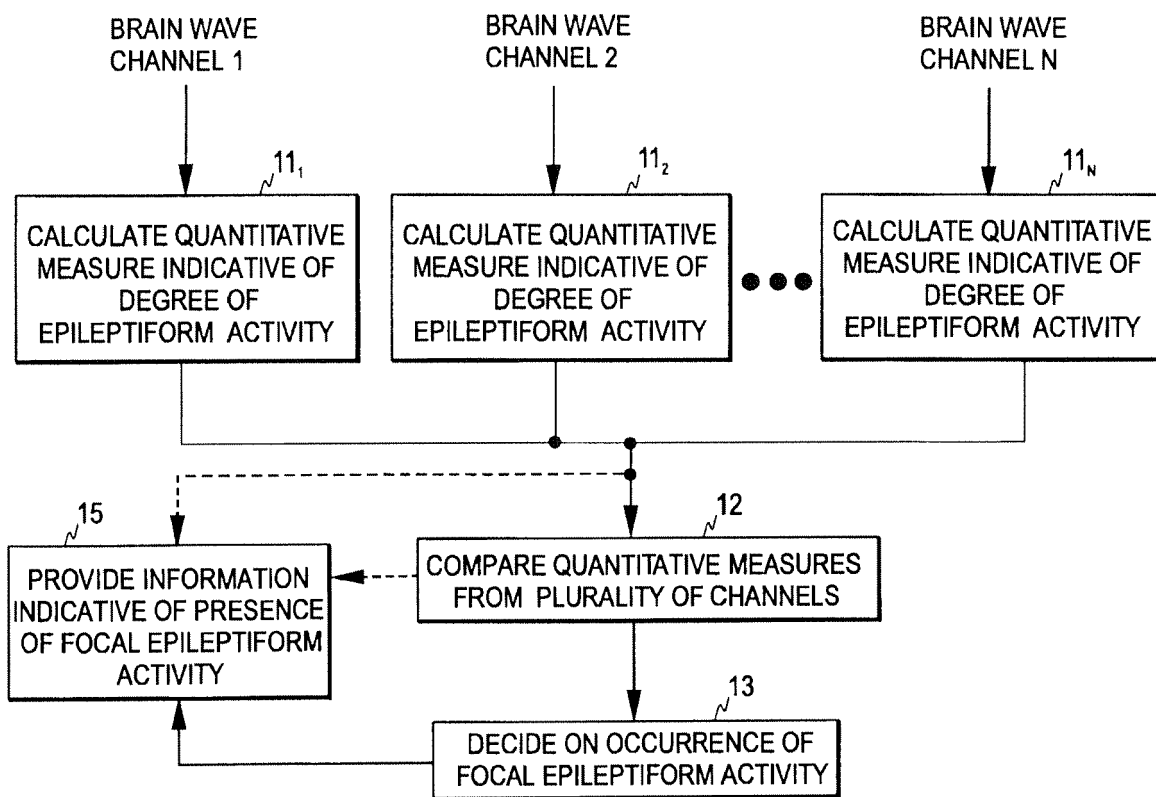 BRAIN WAVE
CHANNEL 1
BRAIN WAVE
CHANNEL 2
BRAIN WAVE
CHANNEL N
11₁
11₂
11N
CALCULATE QUANTITATIVE
MEASURE INDICATIVE OF
DEGREE OF
EPILEPTIFORM ACTIVITY
CALCULATE QUANTITATIVE
MEASURE INDICATIVE OF
DEGREE OF
EPILEPTIFORM ACTIVITY
CALCULATE QUANTITATIVE
MEASURE INDICATIVE OF
DEGREE OF
EPILEPTIFORM ACTIVITY
15
PROVIDE INFORMATION
INDICATIVE OF PRESENCE
OF FOCAL EPILEPTIFORM
ACTIVITY
12
COMPARE QUANTITATIVE MEASURES
FROM PLURALITY OF CHANNELS
13
DECIDE ON OCCURRENCE OF
FOCAL EPILEPTIFORM ACTIVITY